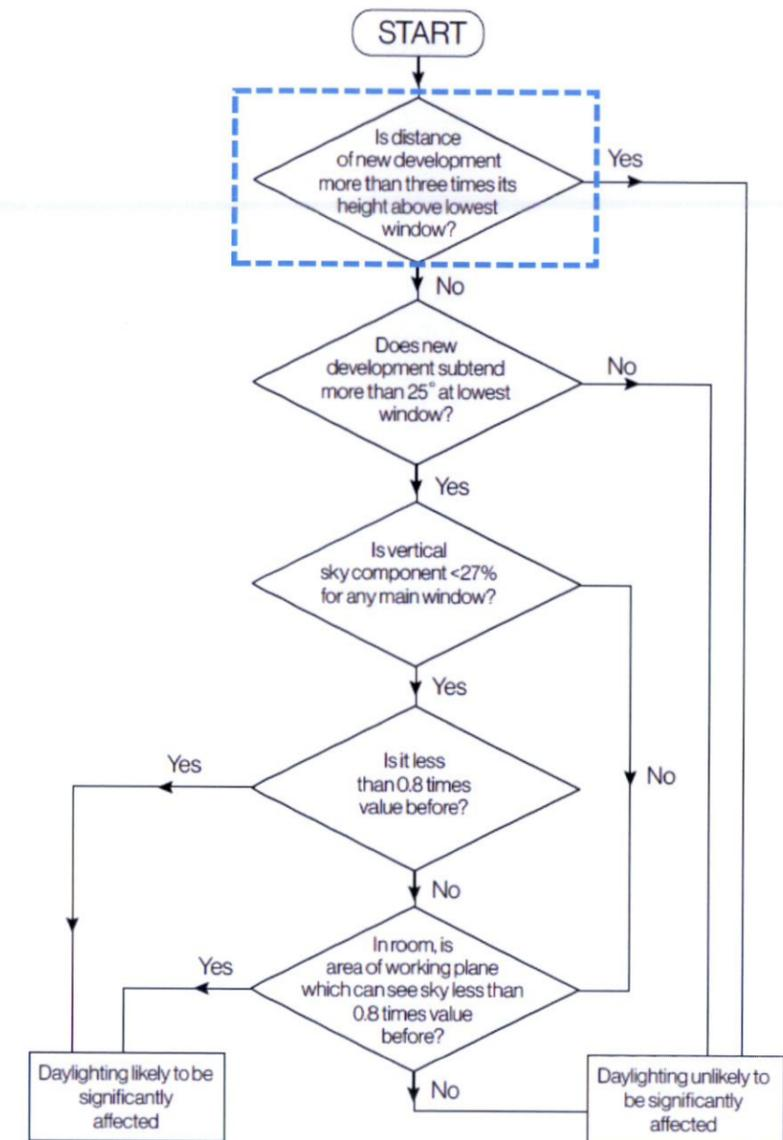 START
Is distance
of new development
more than three times its
height above lowest
window?
Yes
No
Does new
development subtend
more than 25° at lowest
window?
No
Yes
Is vertical
sky component <27%
for any main window?
Yes
No
Is it less
than 0.8 times
value before?
Yes
No
In room, is
area of working plane
which can see sky less than
0.8 times value
before?
Yes
No
Daylighting likely to be
significantly
affected
Daylighting unlikely to
be significantly
affected